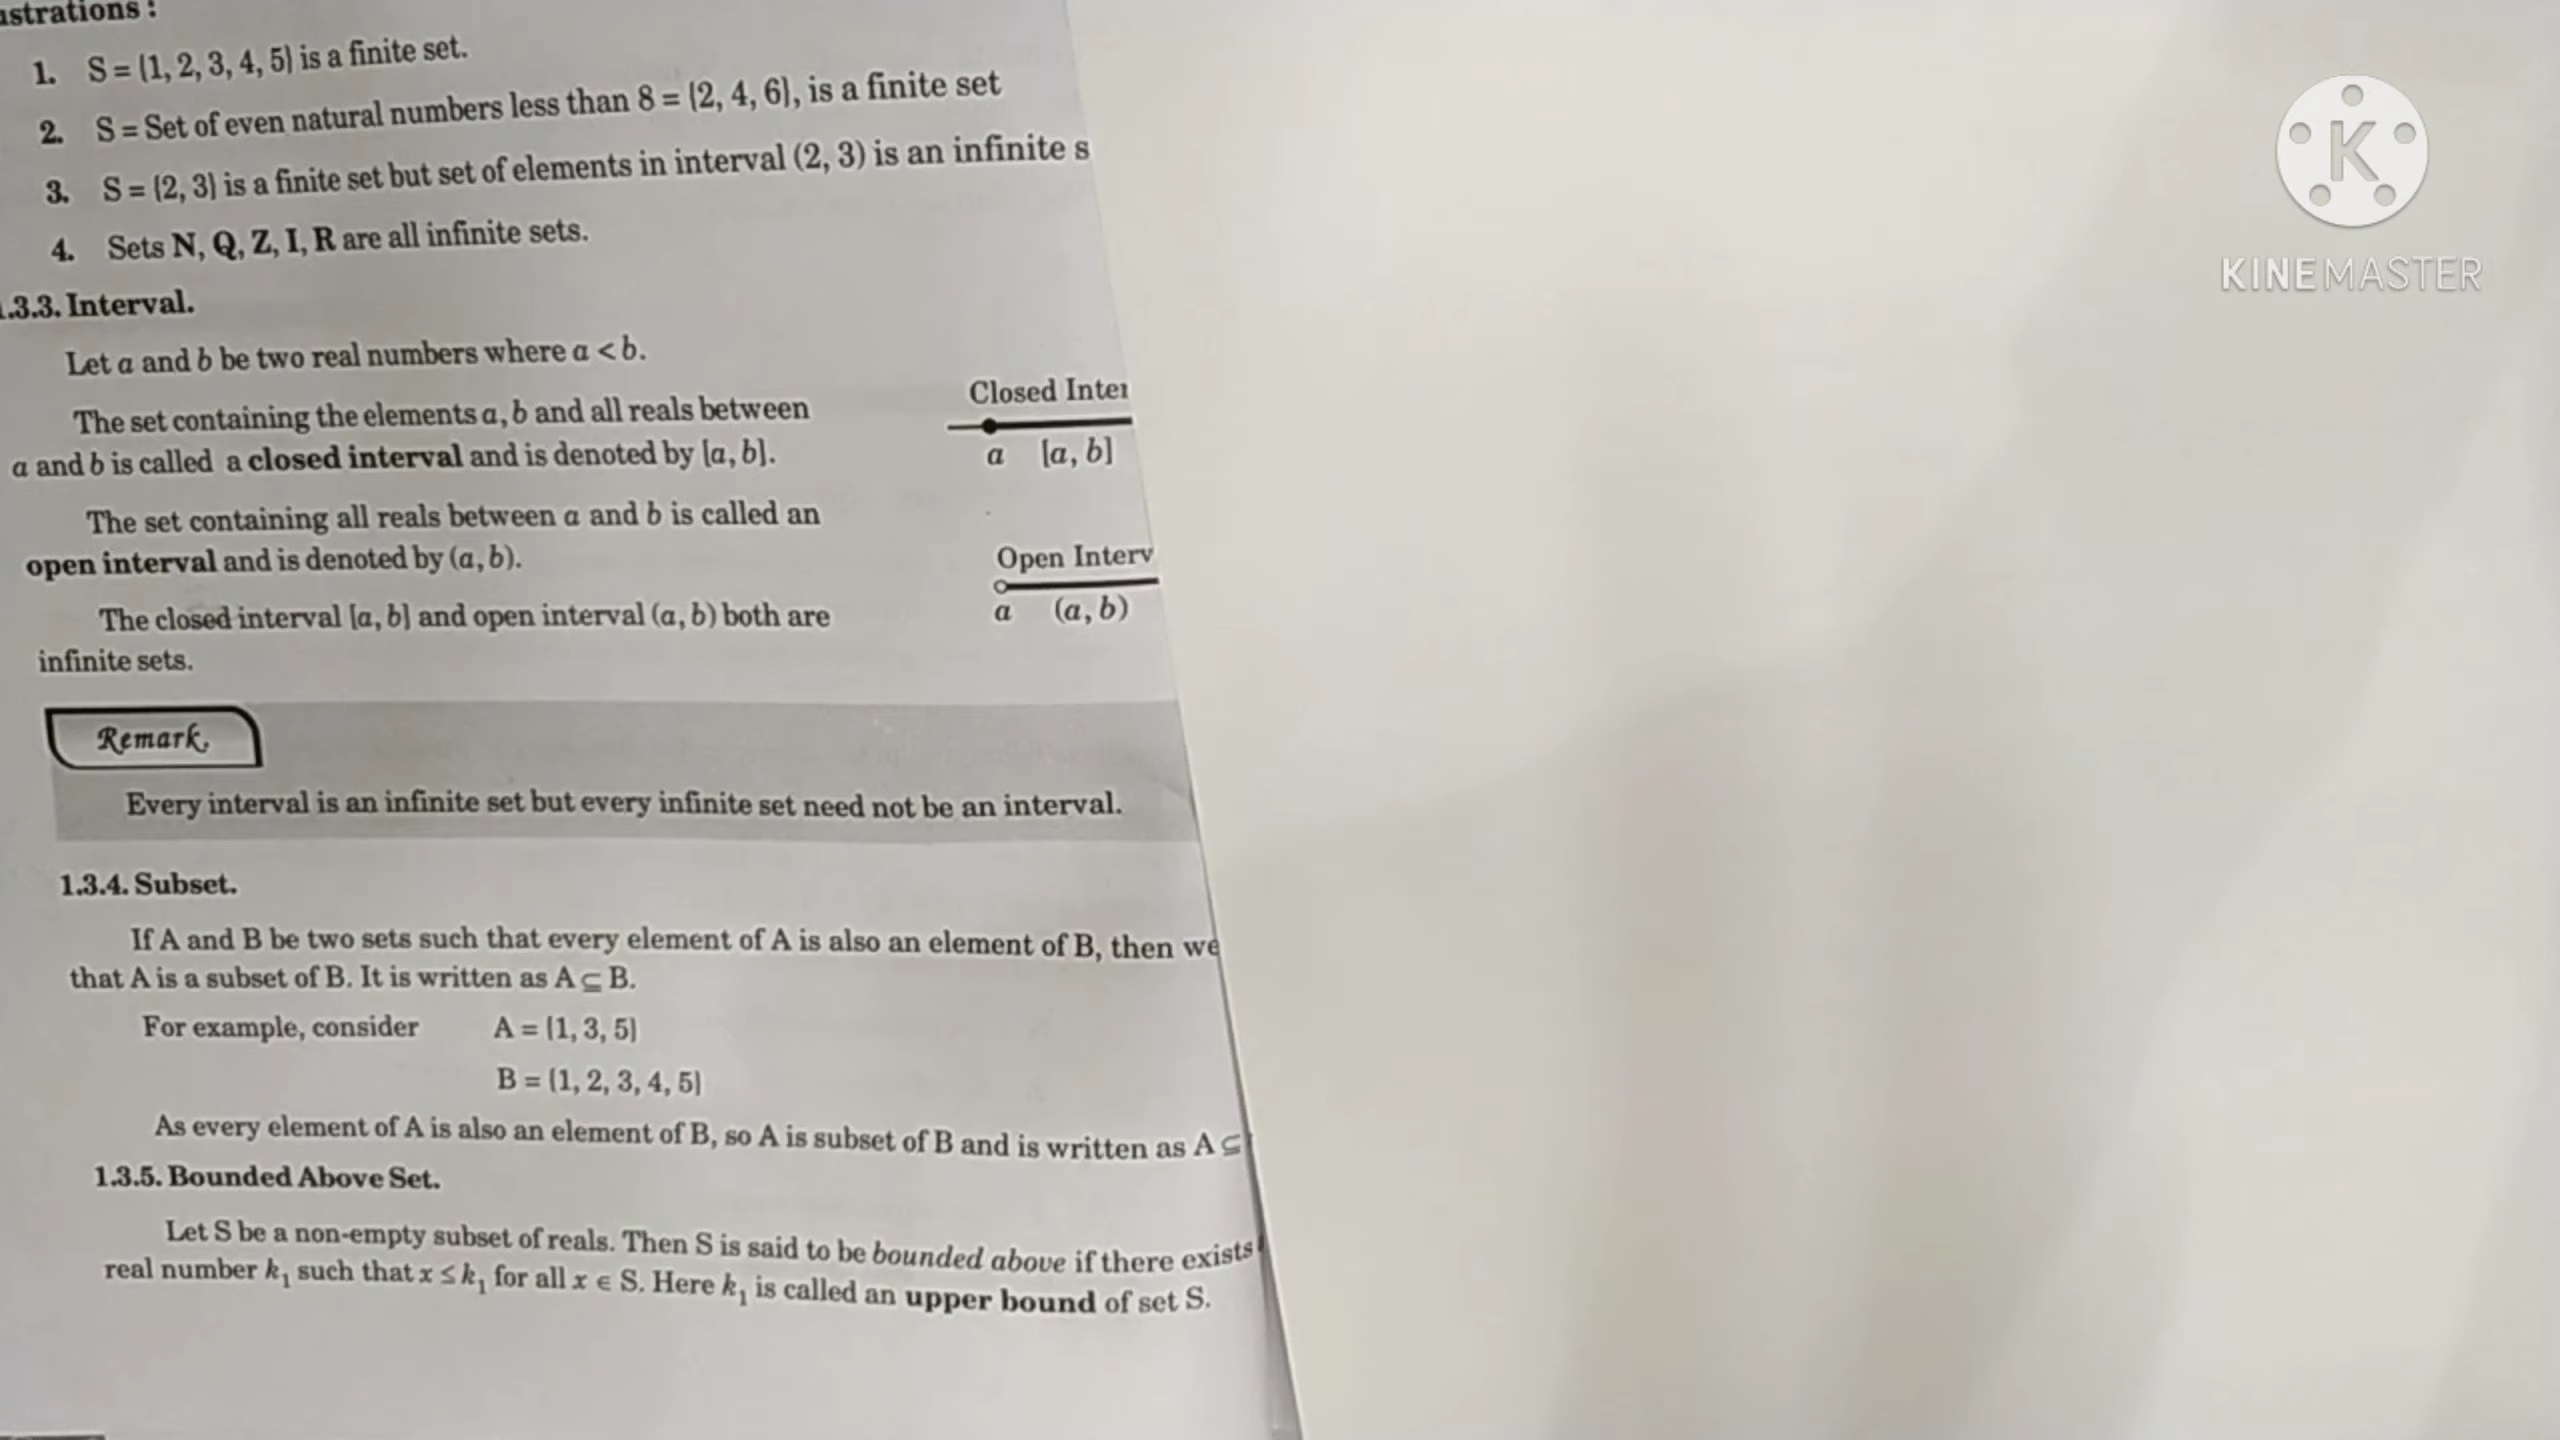 ustrations :
1. S = {1, 2, 3, 4, 5} is a finite set.
2. S = Set of even natural numbers less than 8 = {2, 4, 6}, is a finite set
3. S = {2, 3} is a finite set but set of elements in interval (2, 3) is an infinite s
4. Sets N, Q, Z, I, R are all infinite sets.
.3.3. Interval.
Let a and b be two real numbers where a < b.
The set containing the elements a, b and all reals between
a and b is called a closed interval and is denoted by [a, b].
Closed Inter
a [a, b]
The set containing all reals between a and b is called an
open interval and is denoted by (a, b).
Open Interv
a (a, b)
The closed interval [a, b] and open interval (a, b) both are
infinite sets.
Remark.
Every interval is an infinite set but every infinite set need not be an interval.
1.3.4. Subset.
If A and B be two sets such that every element of A is also an element of B, then we
that A is a subset of B. It is written as A ⊆ B.
For example, consider A = {1, 3, 5}
B = {1, 2, 3, 4, 5}
As every element of A is also an element of B, so A is subset of B and is written as A ⊆
1.3.5. Bounded Above Set.
Let S be a non-empty subset of reals. Then S is said to be bounded above if there exists
real number k₁ such that x ≤ k₁ for all x ∈ S. Here k₁ is called an upper bound of set S.
K
KINEMASTER